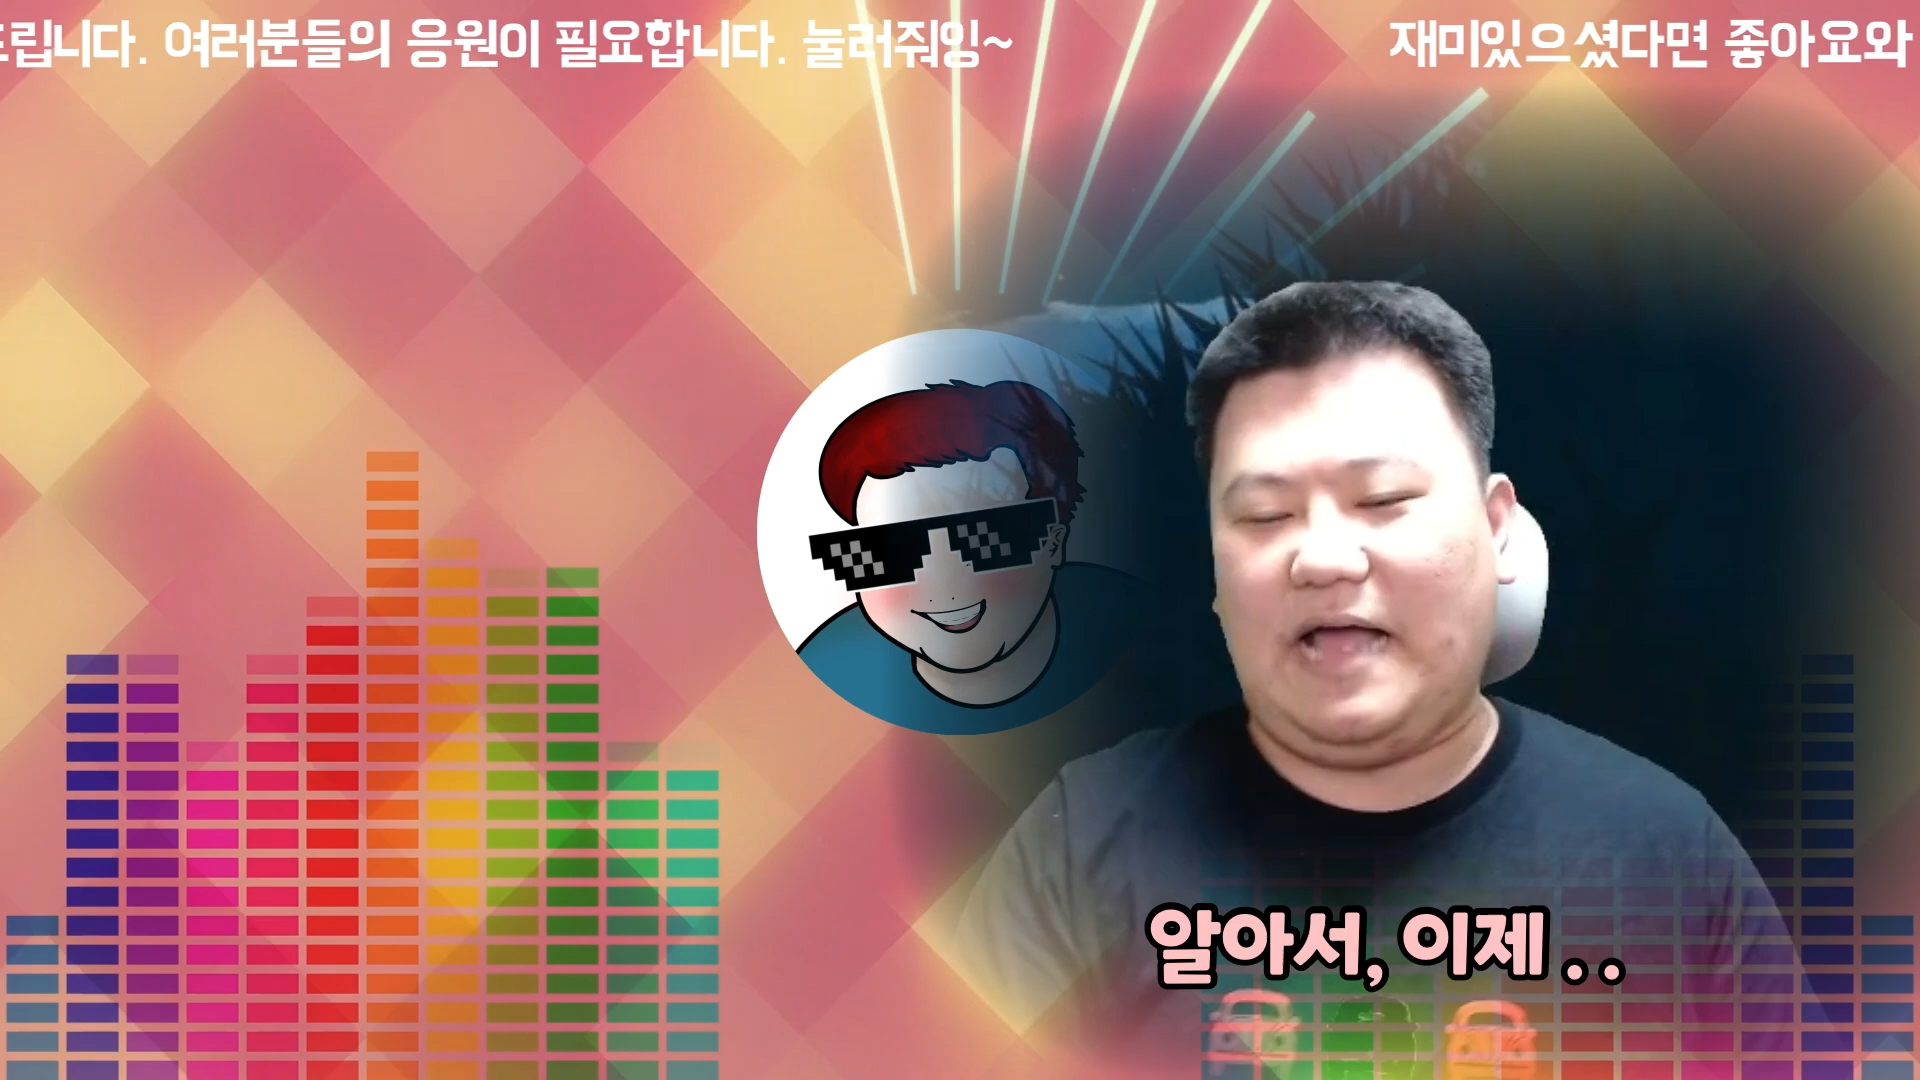 드립니다. 여러분들의 응원이 필요합니다. 눌러줘잉~ 재미있으셨다면 좋아요와
알아서, 이제 . .